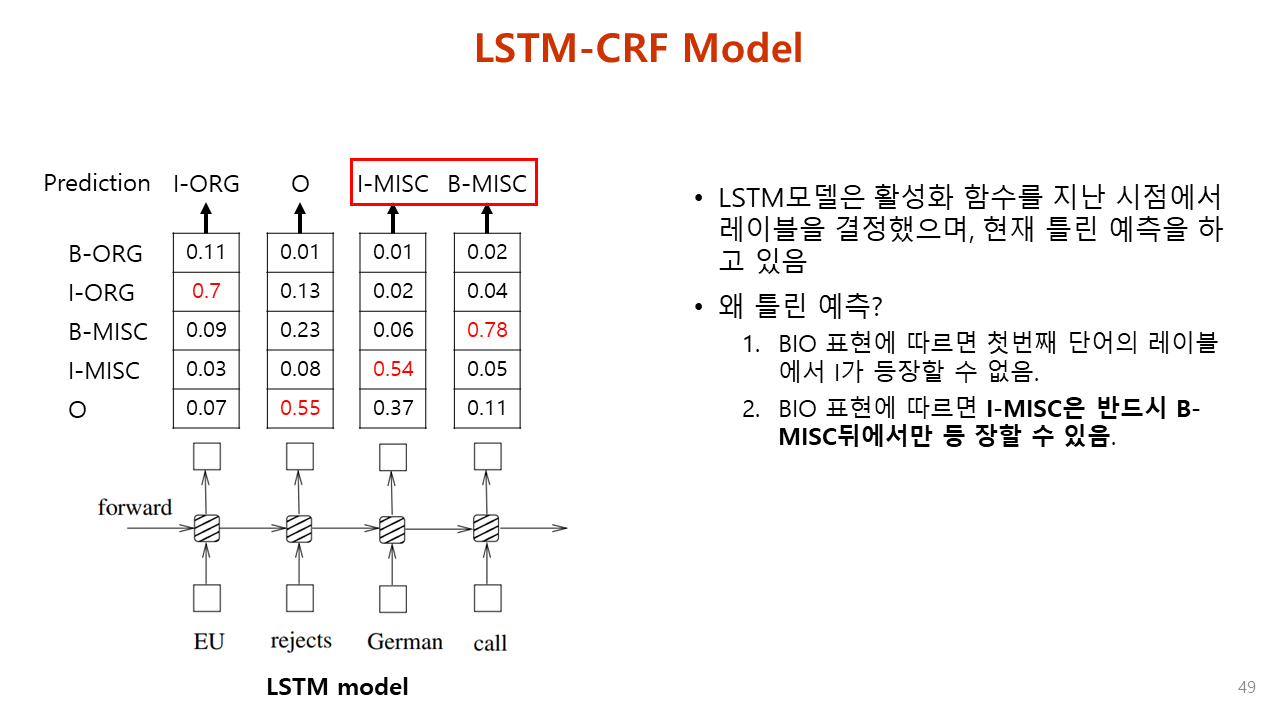 LSTM-CRF Model
Prediction I-ORG O I-MISC B-MISC
B-ORG 0.11 0.01 0.01 0.02
I-ORG 0.7 0.13 0.02 0.04
B-MISC 0.09 0.23 0.06 0.78
I-MISC 0.03 0.08 0.54 0.05
O 0.07 0.55 0.37 0.11
forward
EU rejects German call
LSTM model
• LSTM모델은 활성화 함수를 지난 시점에서
레이블을 결정했으며, 현재 틀린 예측을 하
고 있음
• 왜 틀린 예측?
1. BIO 표현에 따르면 첫번째 단어의 레이블
에서 I가 등장할 수 없음.
2. BIO 표현에 따르면 I-MISC은 반드시 B-
MISC뒤에서만 등 장할 수 있음.
49